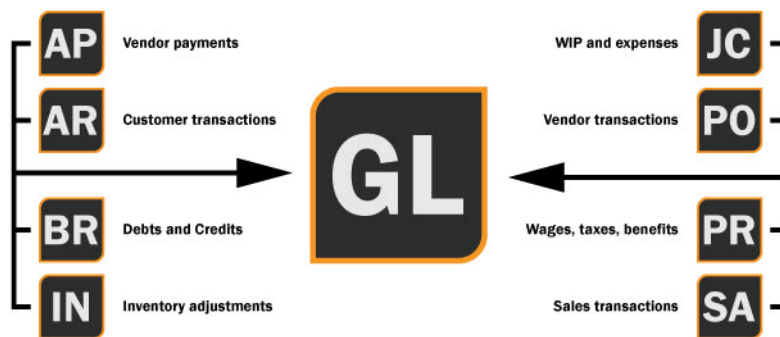 AP Vendor payments
AR Customer transactions
BR Debts and Credits
IN Inventory adjustments
GL
WIP and expenses JC
Vendor transactions PO
Wages, taxes, benefits PR
Sales transactions SA